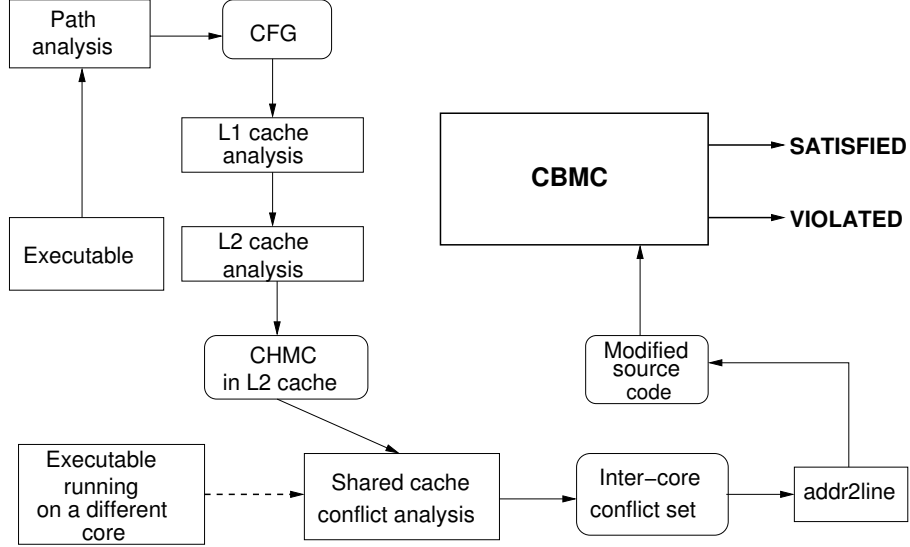 Path
analysis
CFG
L1 cache
analysis
L2 cache
analysis
Executable
CHMC
in L2 cache
Executable
running
on a different
core
Shared cache
conflict analysis
Inter−core
conflict set
addr2line
Modified
source
code
CBMC
SATISFIED
VIOLATED